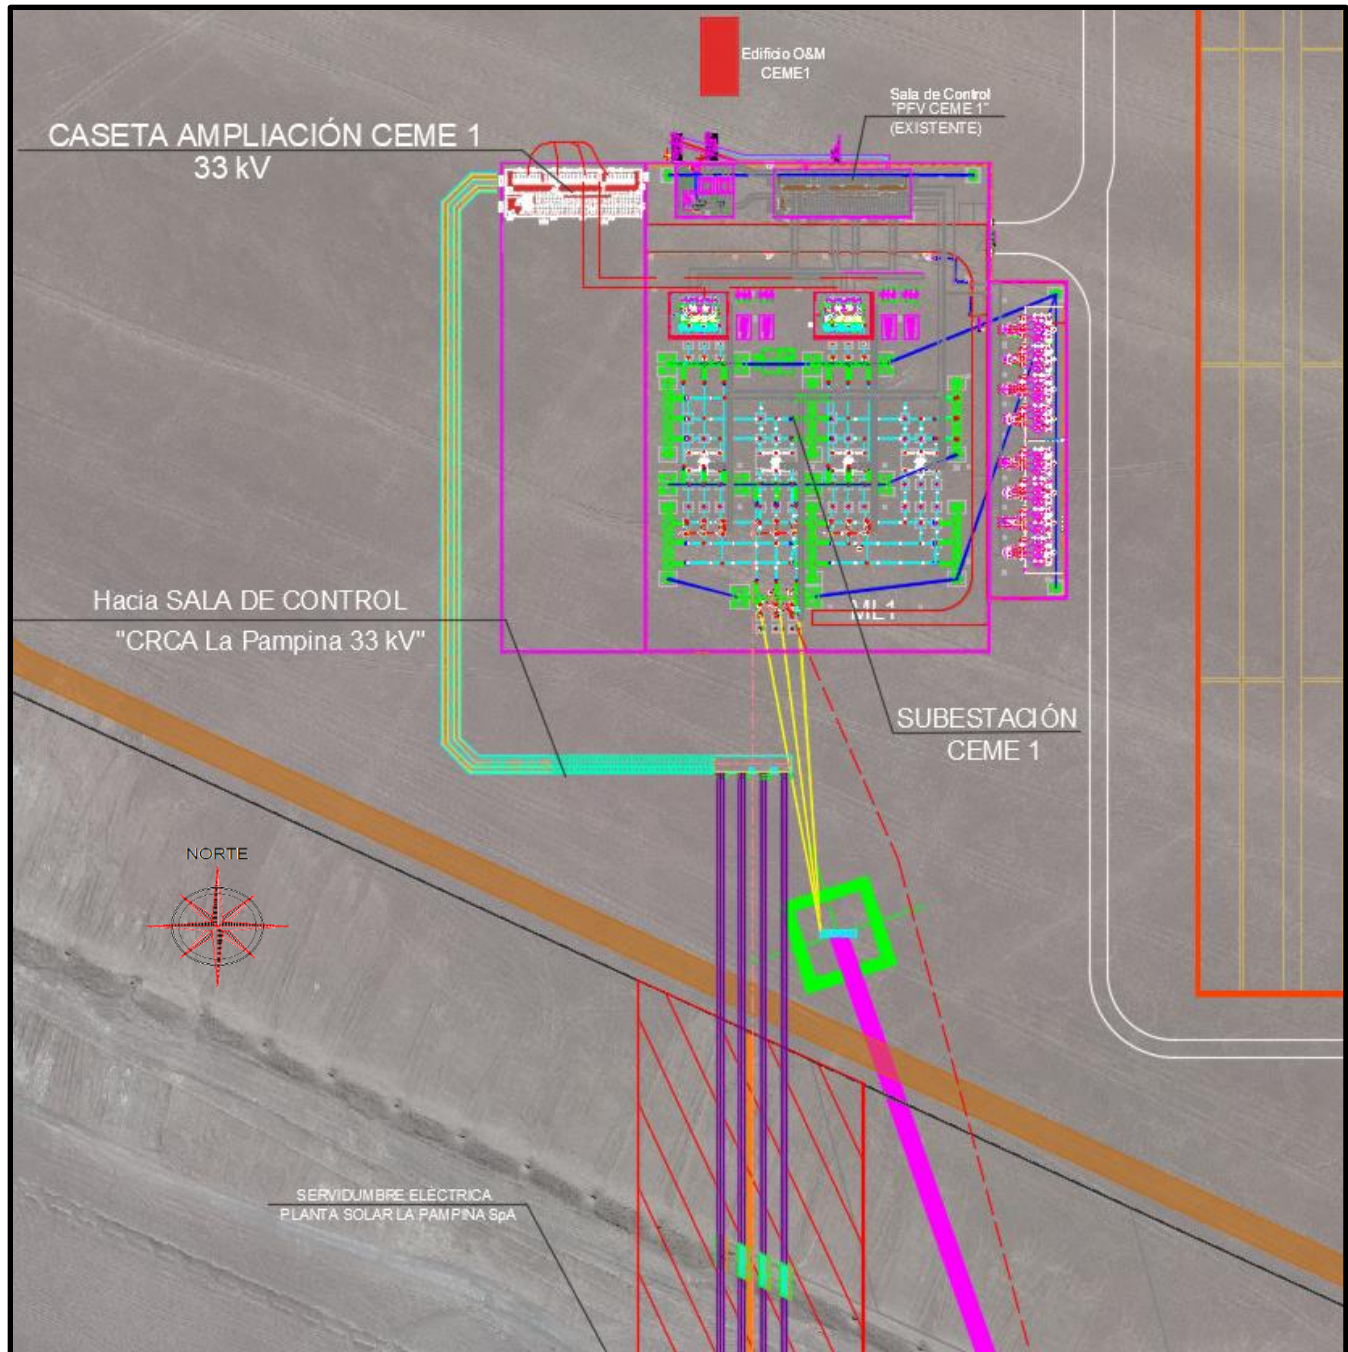 Edificio O&M
CEME1
Sala de Control
"PFV CEME 1"
(EXISTENTE)
CASETA AMPLIACIÓN CEME 1
33 kV
Hacia SALA DE CONTROL
"CRCA La Pampina 33 kV"
ML1
SUBESTACIÓN
CEME 1
NORTE
SERVIDUMBRE ELÉCTRICA
PLANTA SOLAR LA PAMPINA SpA